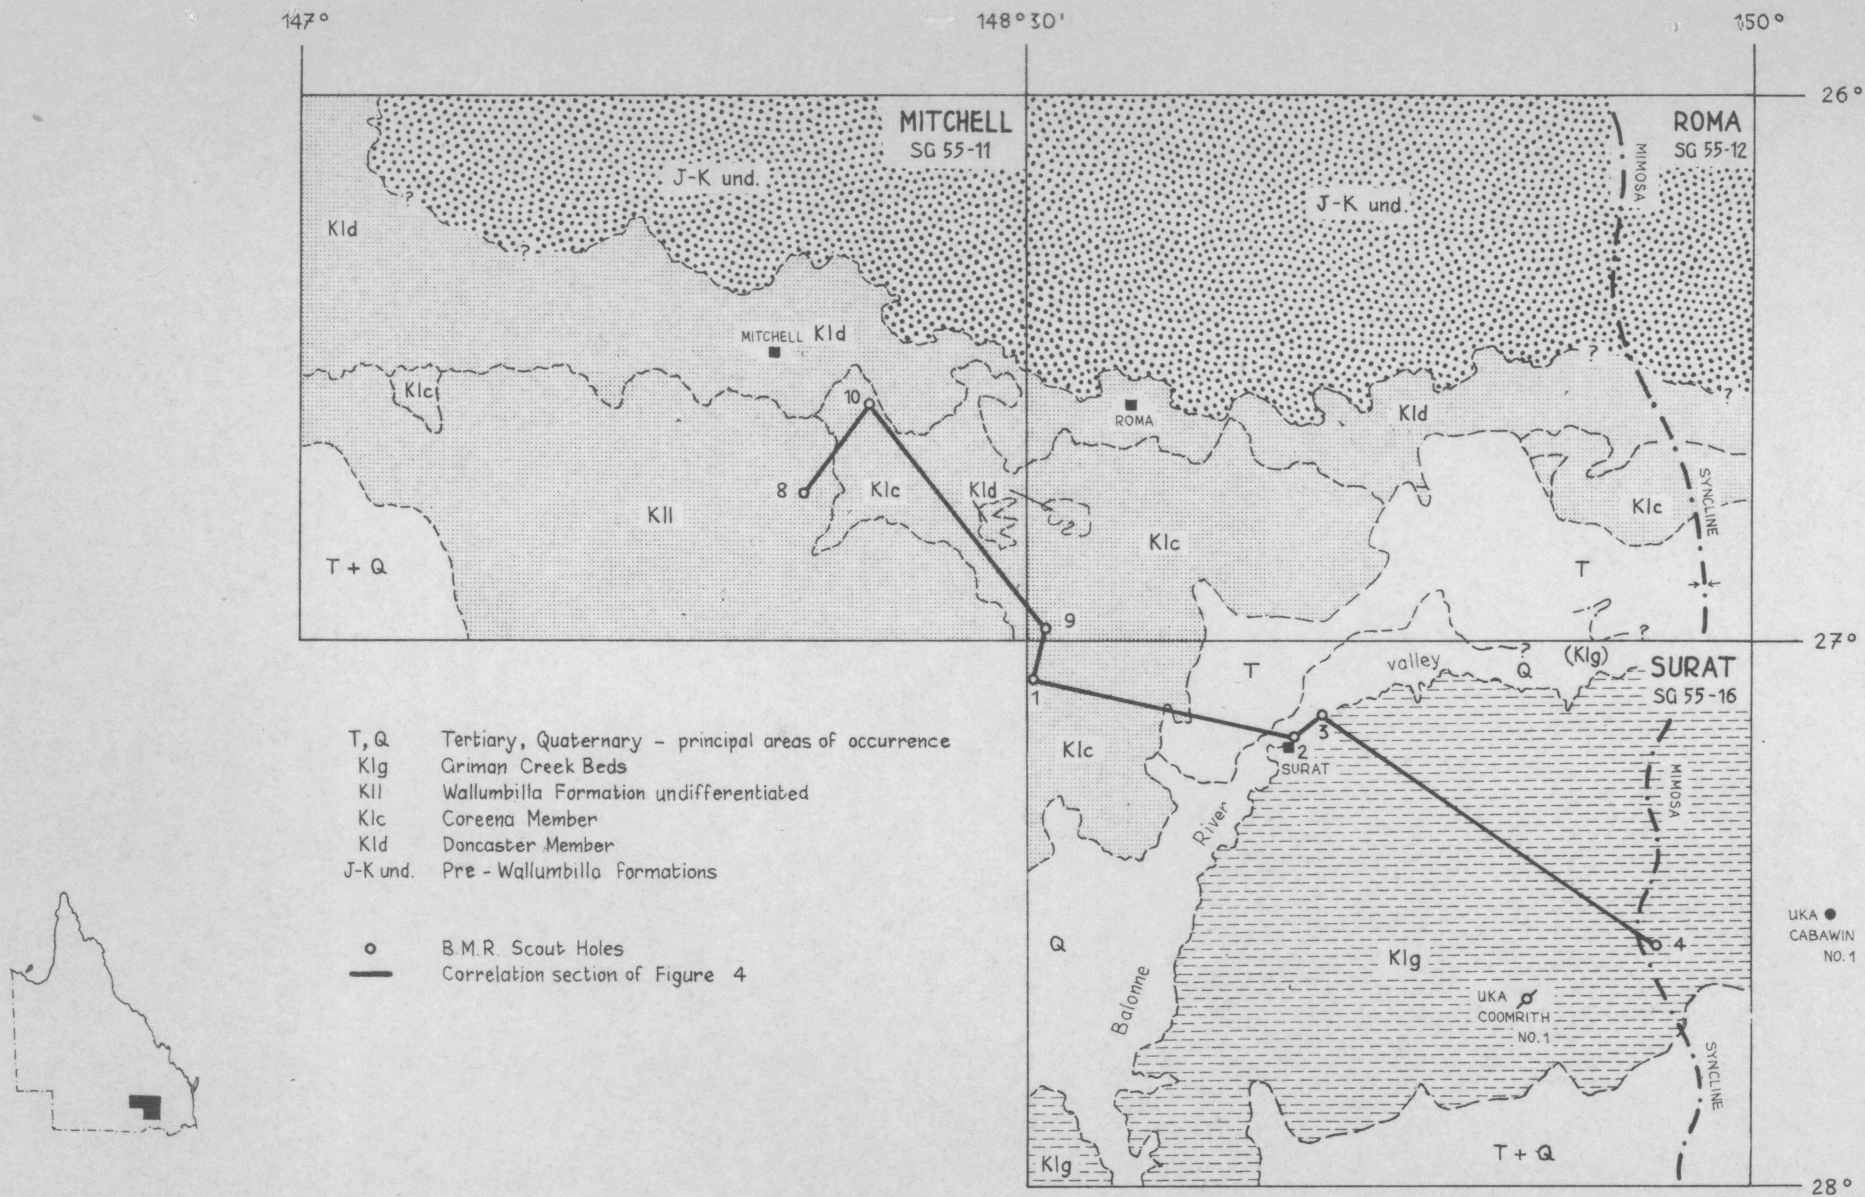 147°
148°30'
150°
26°
MITCHELL
SG 55-11
ROMA
SG 55-12
MIMOSA
J-K und.
J-K und.
?
Kld
?
MITCHELL Kld
?
?
Klc
10
ROMA
Kld
8
Klc
Kld
Klc
SYNCLINE
Kll
Klc
T + Q
T
9
?
27°
T
valley
?
Q
(Klg)
SURAT
SG 55-16
1
3
2
SURAT
Klc
MIMOSA
T, Q Tertiary, Quaternary - principal areas of occurrence
Klg Griman Creek Beds
Kll Wallumbilla Formation undifferentiated
Klc Coreena Member
Kld Doncaster Member
J-K und. Pre - Wallumbilla Formations
River
B.M.R. Scout Holes
Correlation section of Figure 4
Q
Balonne
Klg
4
UKA
CABAWIN
NO. 1
UKA
COOMRITH
NO. 1
SYNCLINE
Klg
T + Q
28°